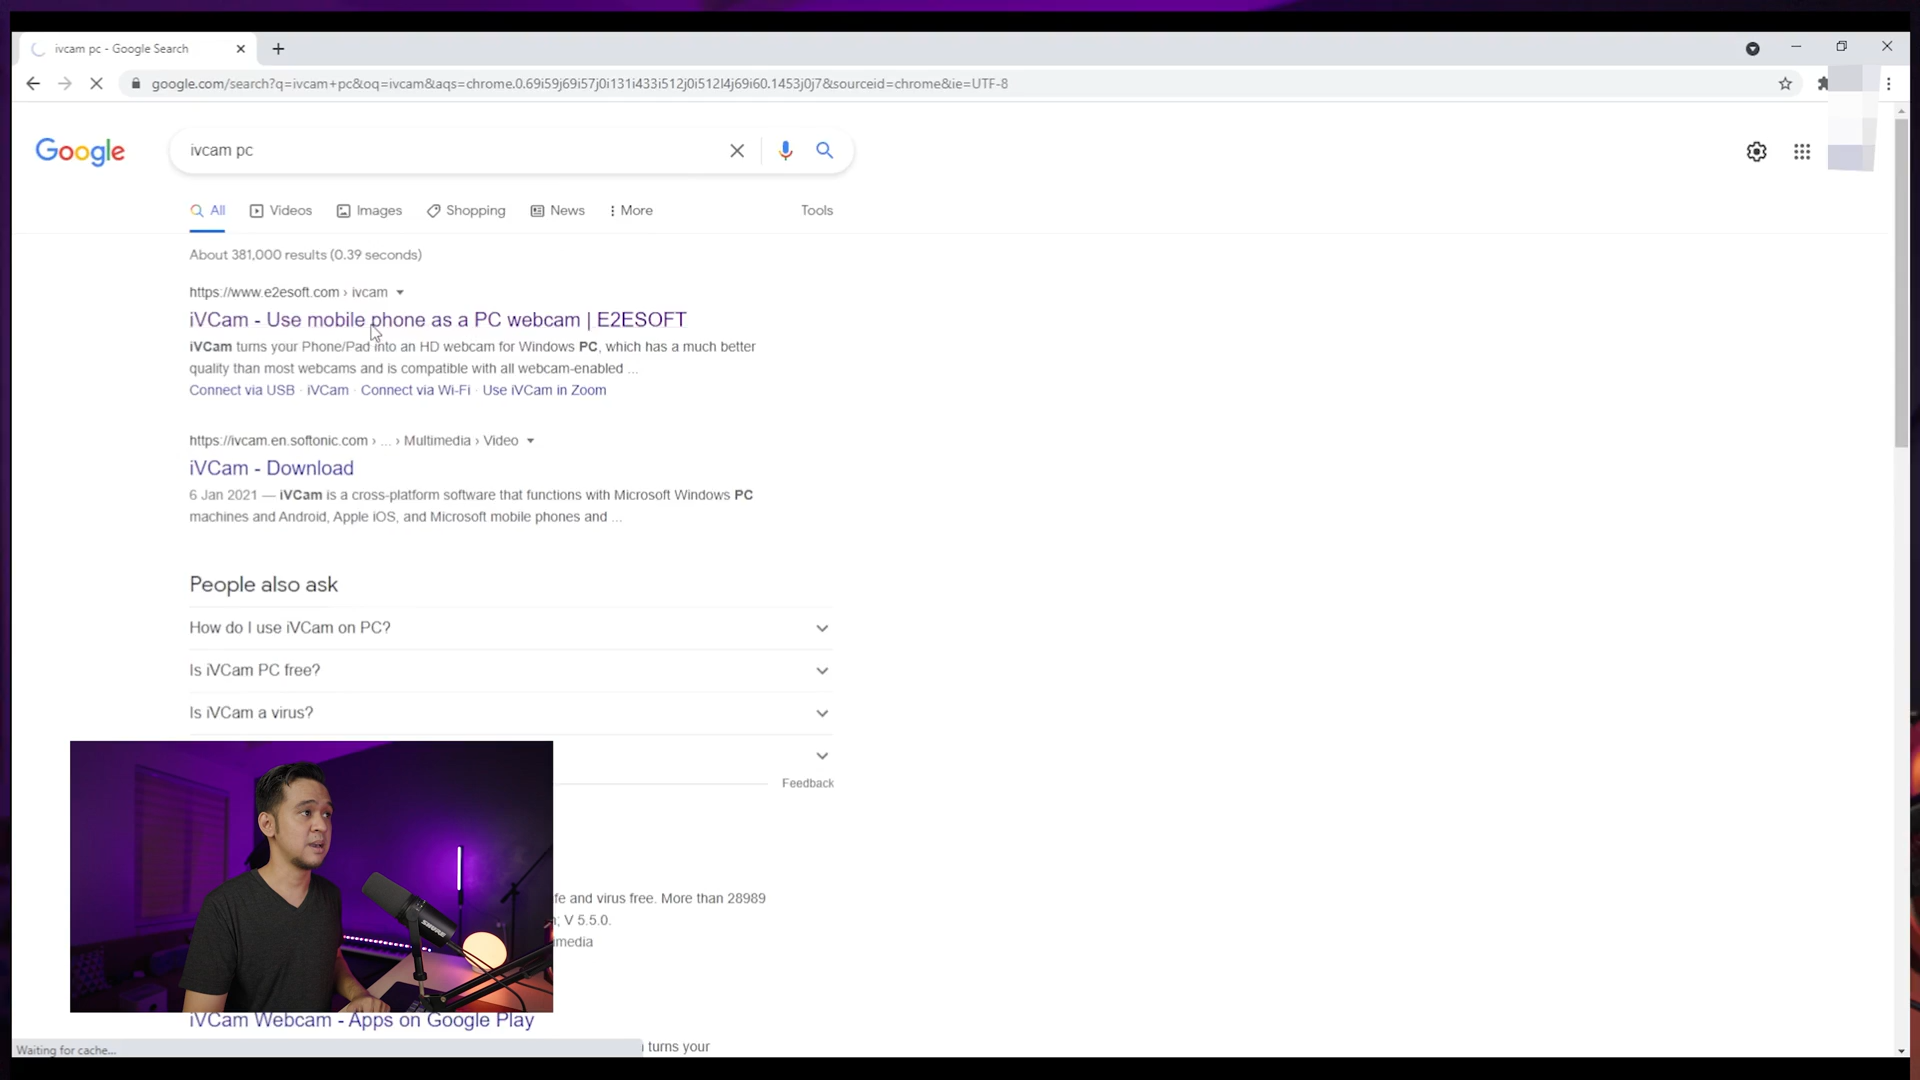 ivcam pc - Google Search
google.com/search?q=ivcam+pc&oq=ivcam&aqs=chrome.0.69i59j69i57j0i131i433i512j0i512l4j69i60.1453j0j7&sourceid=chrome&ie=UTF-8
Google
ivcam pc
All
Videos
Images
Shopping
News
More
Tools
About 381,000 results (0.39 seconds)
https://www.e2esoft.com › ivcam
iVCam - Use mobile phone as a PC webcam | E2ESOFT
iVCam turns your Phone/Pad into an HD webcam for Windows PC, which has a much better
quality than most webcams and is compatible with all webcam-enabled ...
Connect via USB · iVCam · Connect via Wi-Fi · Use iVCam in Zoom
https://ivcam.en.softonic.com › ... › Multimedia › Video
iVCam - Download
6 Jan 2021 — iVCam is a cross-platform software that functions with Microsoft Windows PC
machines and Android, Apple iOS, and Microsoft mobile phones and ...
People also ask
How do I use iVCam on PC?
Is iVCam PC free?
Is iVCam a virus?
Feedback
fe and virus free. More than 28989
; V 5.5.0.
imedia
SHURE
iVCam Webcam - Apps on Google Play
turns your
Waiting for cache...